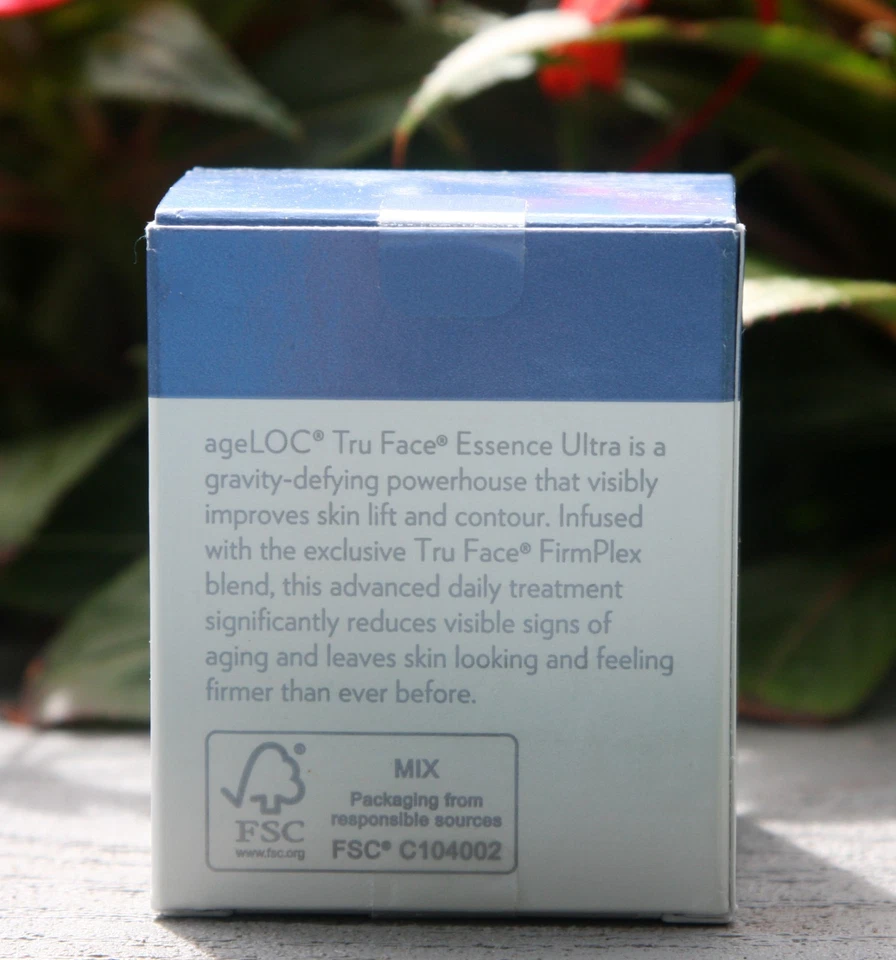 ageLOC® Tru Face® Essence Ultra is a
gravity-defying powerhouse that visibly
improves skin lift and contour. Infused
with the exclusive Tru Face® FirmPlex
blend, this advanced daily treatment
significantly reduces visible signs of
aging and leaves skin looking and feeling
firmer than ever before.
FSC
www.fsc.org
MIX
Packaging from
responsible sources
FSC® C104002